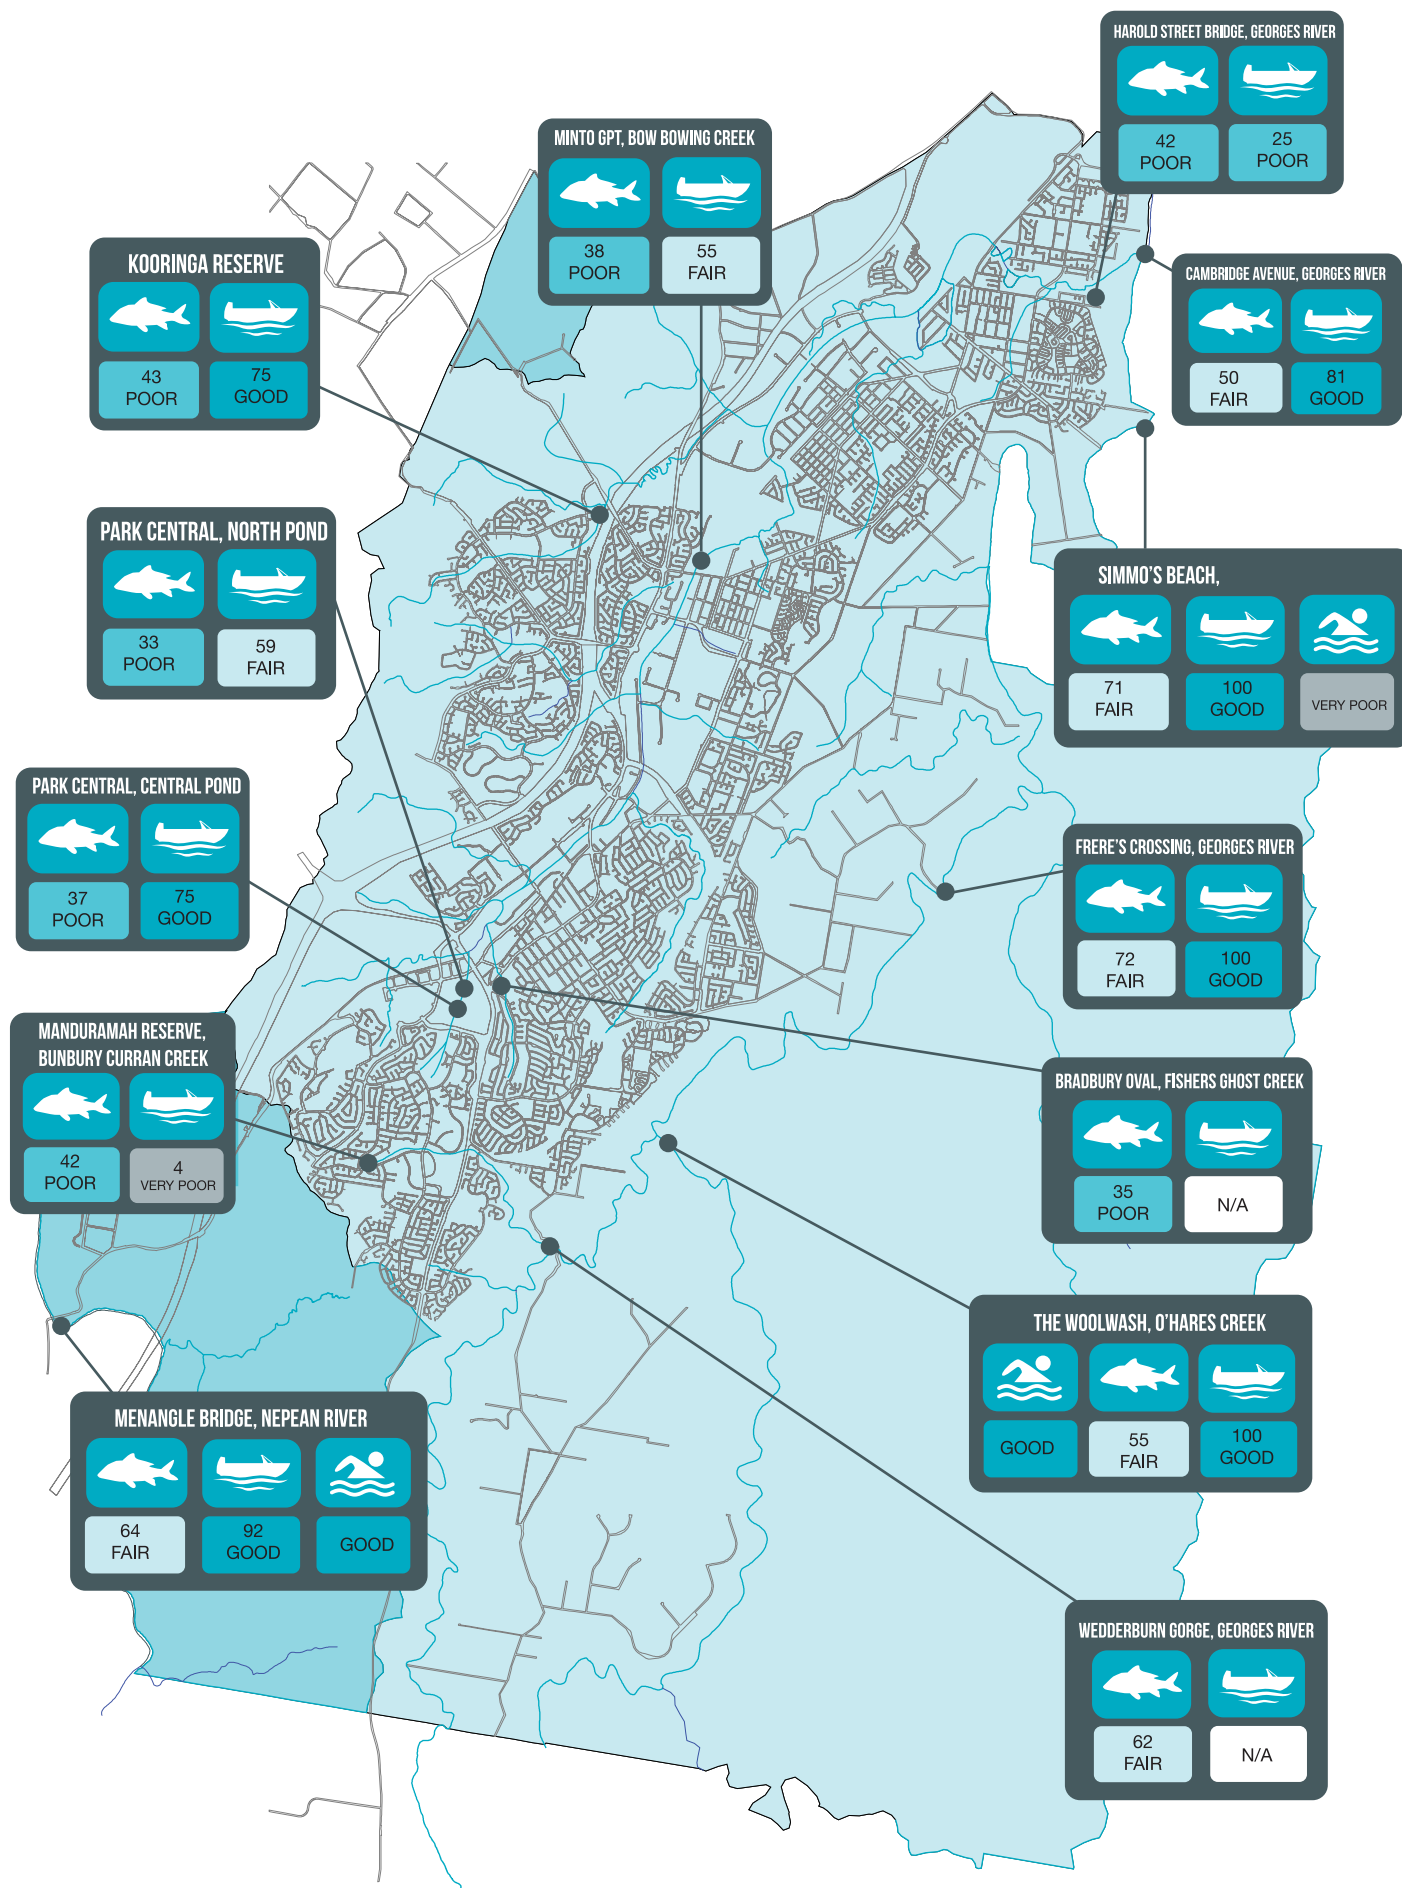 HAROLD STREET BRIDGE, GEORGES RIVER
42
POOR
25
POOR
MINTO GPT, BOW BOWING CREEK
38
POOR
55
FAIR
KOORINGA RESERVE
43
POOR
75
GOOD
CAMBRIDGE AVENUE, GEORGES RIVER
50
FAIR
81
GOOD
PARK CENTRAL, NORTH POND
33
POOR
59
FAIR
SIMMO'S BEACH,
71
FAIR
100
GOOD
VERY POOR
PARK CENTRAL, CENTRAL POND
37
POOR
75
GOOD
FRERE'S CROSSING, GEORGES RIVER
72
FAIR
100
GOOD
MANDURAMAH RESERVE,
BUNBURY CURRAN CREEK
42
POOR
4
VERY POOR
BRADBURY OVAL, FISHERS GHOST CREEK
35
POOR
N/A
THE WOOLWASH, O'HARES CREEK
GOOD
55
FAIR
100
GOOD
MENANGLE BRIDGE, NEPEAN RIVER
64
FAIR
92
GOOD
GOOD
WEDDERBURN GORGE, GEORGES RIVER
62
FAIR
N/A